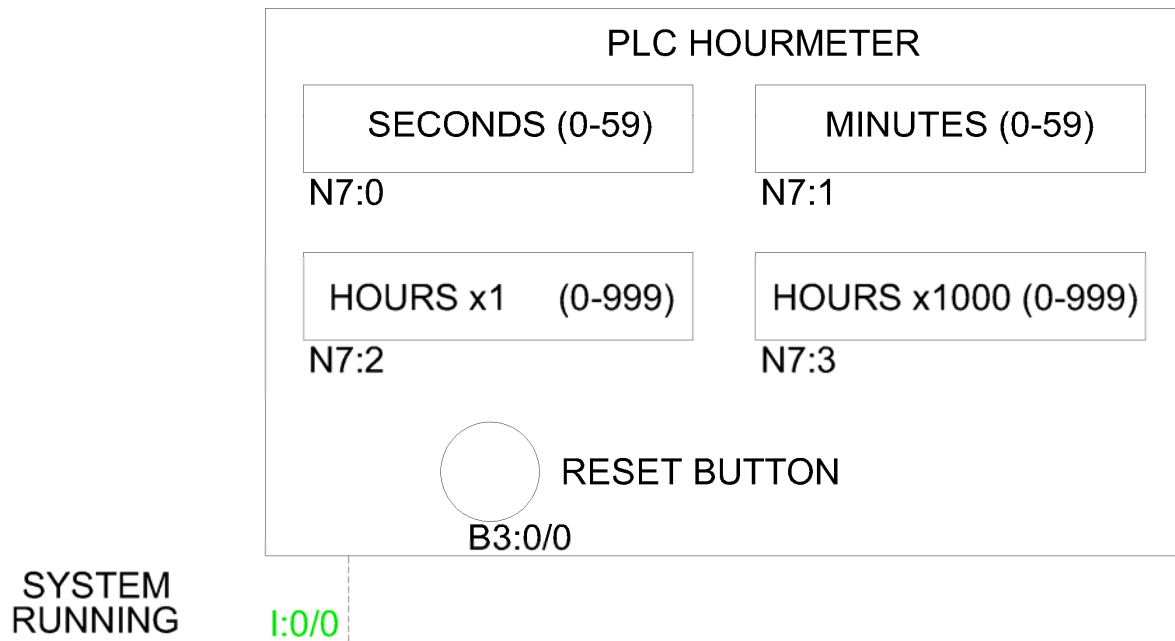 PLC HOURMETER
SECONDS (0-59)
MINUTES (0-59)
N7:0
N7:1
HOURS x1 (0-999)
HOURS x1000 (0-999)
N7:2
N7:3
RESET BUTTON
B3:0/0
SYSTEM
RUNNING
I:0/0